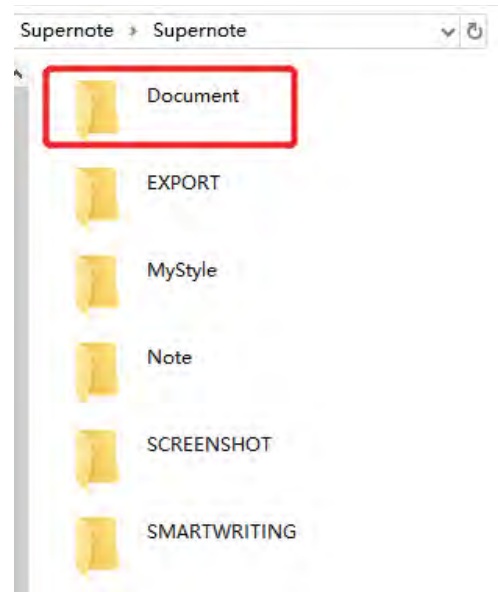 Supernote › Supernote
Document
EXPORT
MyStyle
Note
SCREENSHOT
SMARTWRITING